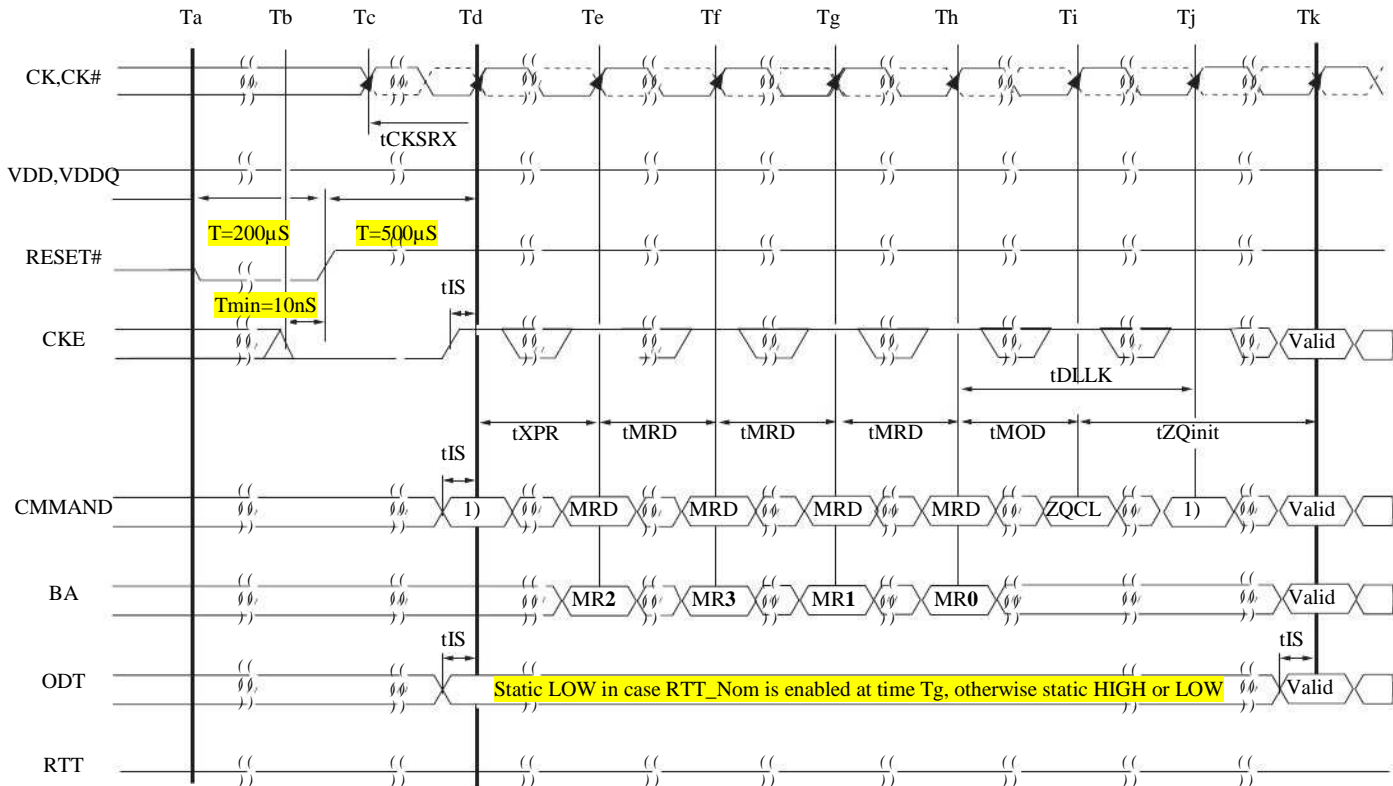 Ta Tb Tc Td Te Tf Tg Th Ti Tj Tk
CK,CK#
tCKSRX
VDD,VDDQ
T=200µS T=500µS
RESET#
Tmin=10nS tIS
CKE Valid
tDLLK
tXPR tMRD tMRD tMRD tMOD tZQinit
tIS
CMMAND 1) MRD MRD MRD MRD ZQCL 1) Valid
BA MR2 MR3 MR1 MR0 Valid
tIS tIS
ODT Static LOW in case RTT_Nom is enabled at time Tg, otherwise static HIGH or LOW Valid
RTT